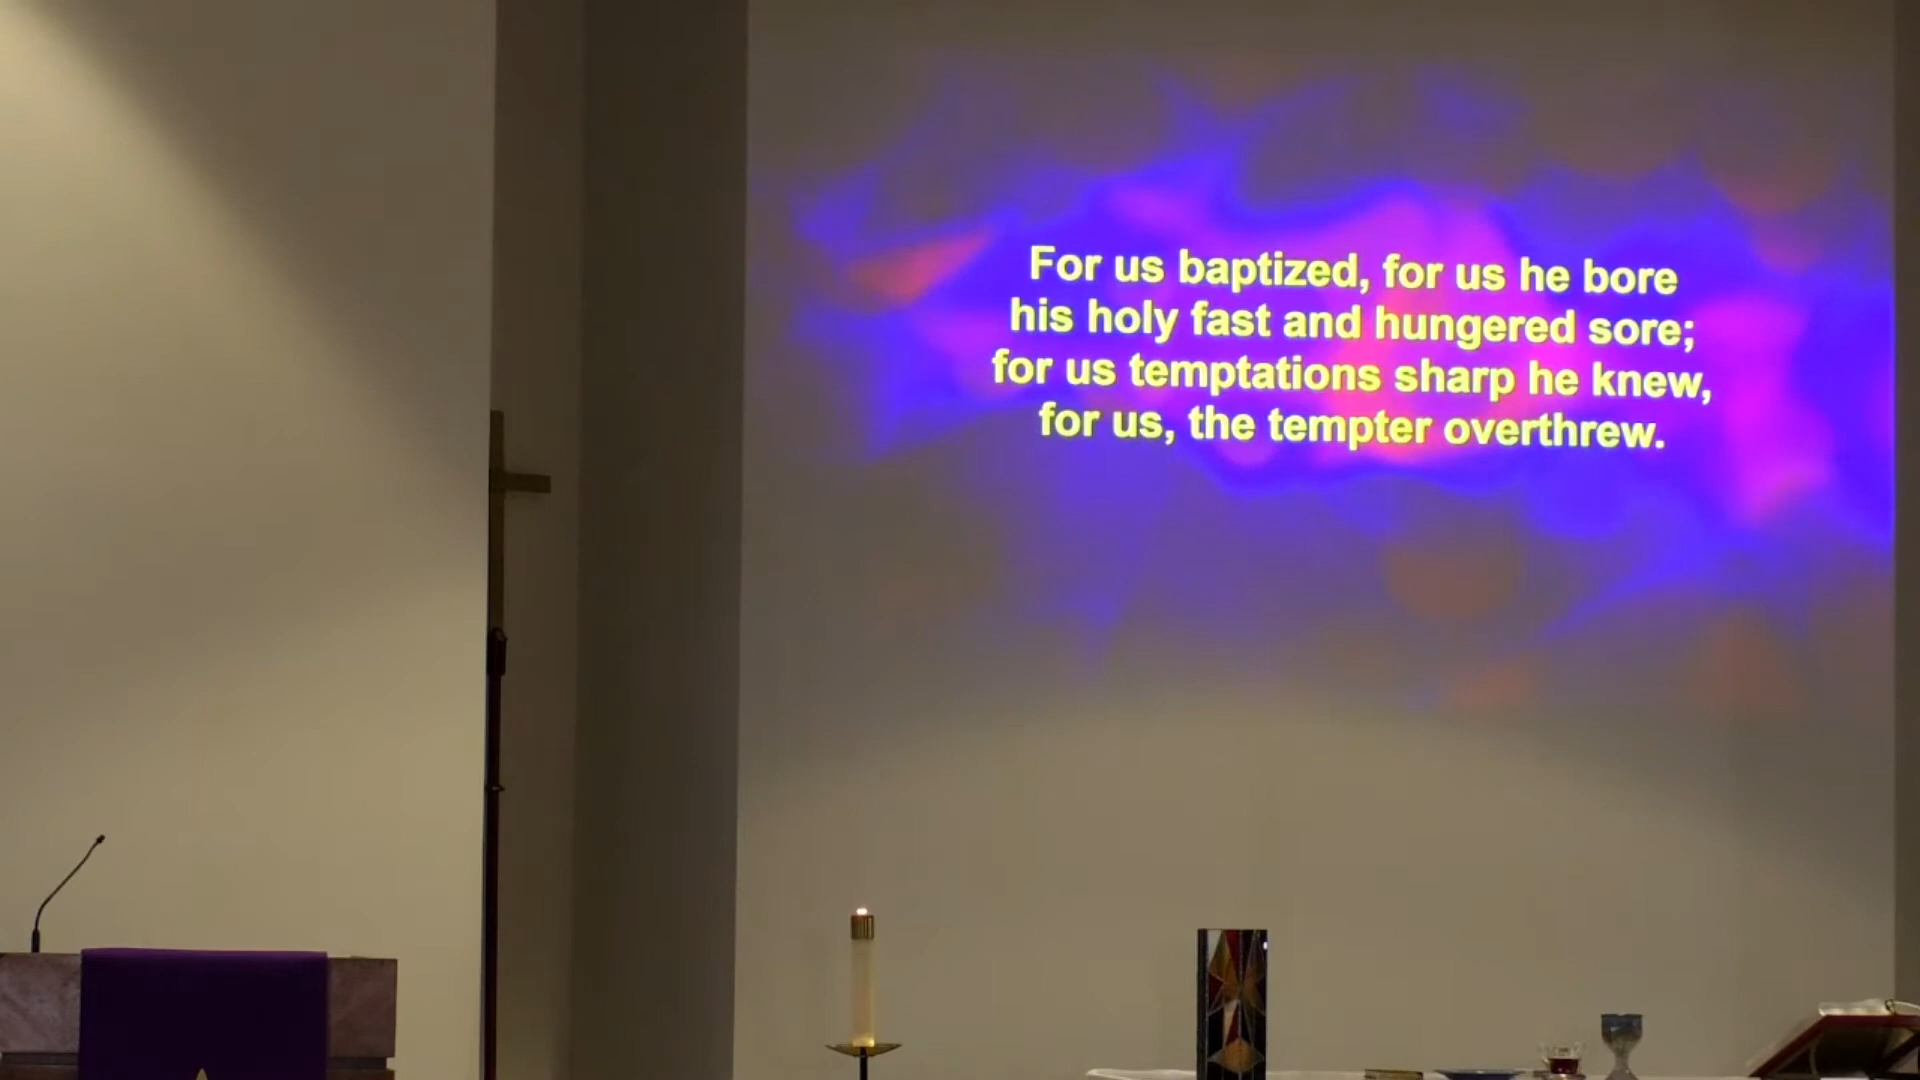 For us baptized, for us he bore
his holy fast and hungered sore;
for us temptations sharp he knew,
for us, the tempter overthrew.